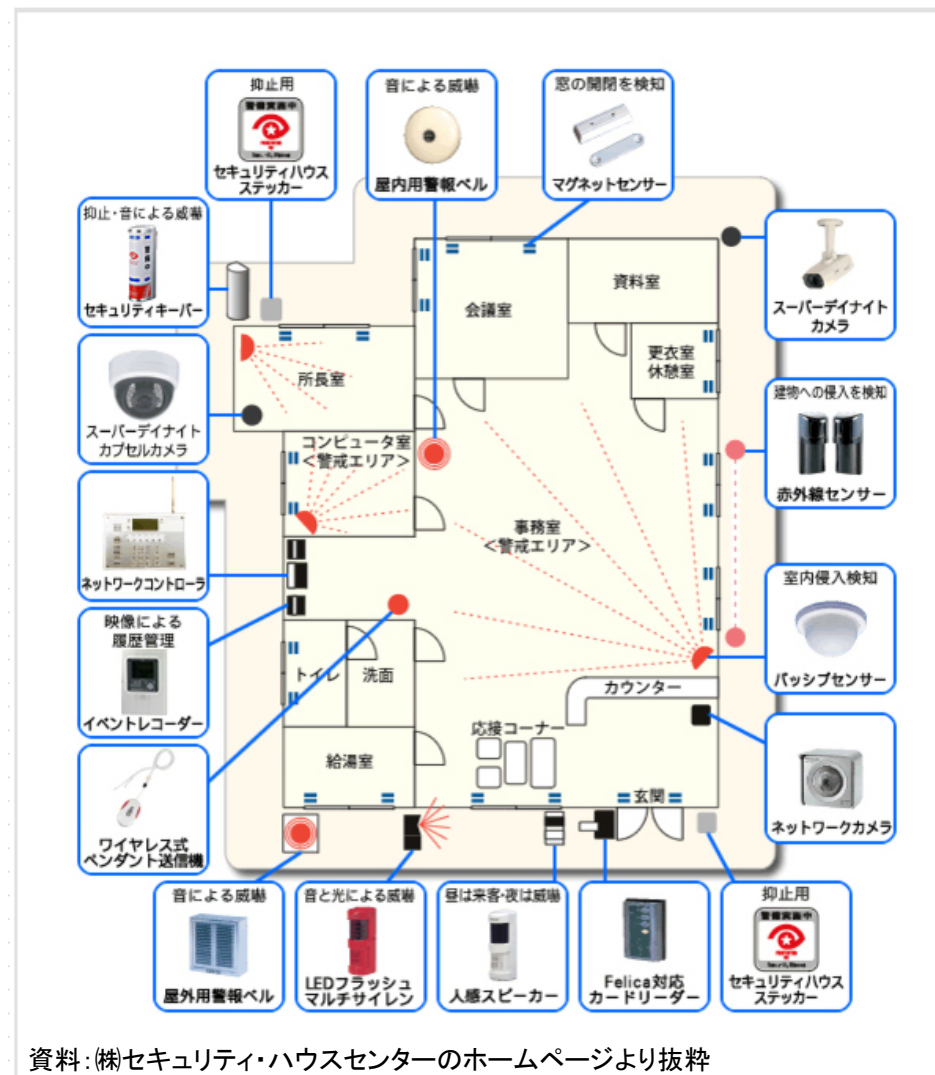 抑止用
警備実施中
セキュリティハウス
ステッカー
音による威嚇
屋内用警報ベル
窓の開閉を検知
マグネットセンサー
抑止・音による威嚇
セキュリティキーパー
スーパーデイナイト
カメラ
スーパーデイナイト
カプセルカメラ
建物への侵入を検知
赤外線センサー
ネットワークコントローラ
室内侵入検知
パッシブセンサー
映像による
履歴管理
イベントレコーダー
ネットワークカメラ
ワイヤレス式
ペンダント送信機
会議室
資料室
更衣室
休憩室
所長室
コンピュータ室
<警戒エリア>
事務室
<警戒エリア>
トイレ
洗面
カウンター
応接コーナー
給湯室
玄関
音による威嚇
屋外用警報ベル
音と光による威嚇
LEDフラッシュ
マルチサイレン
昼は来客・夜は威嚇
人感スピーカー
Felica対応
カードリーダー
抑止用
警備実施中
セキュリティハウス
ステッカー
資料:㈱セキュリティ・ハウスセンターのホームページより抜粋